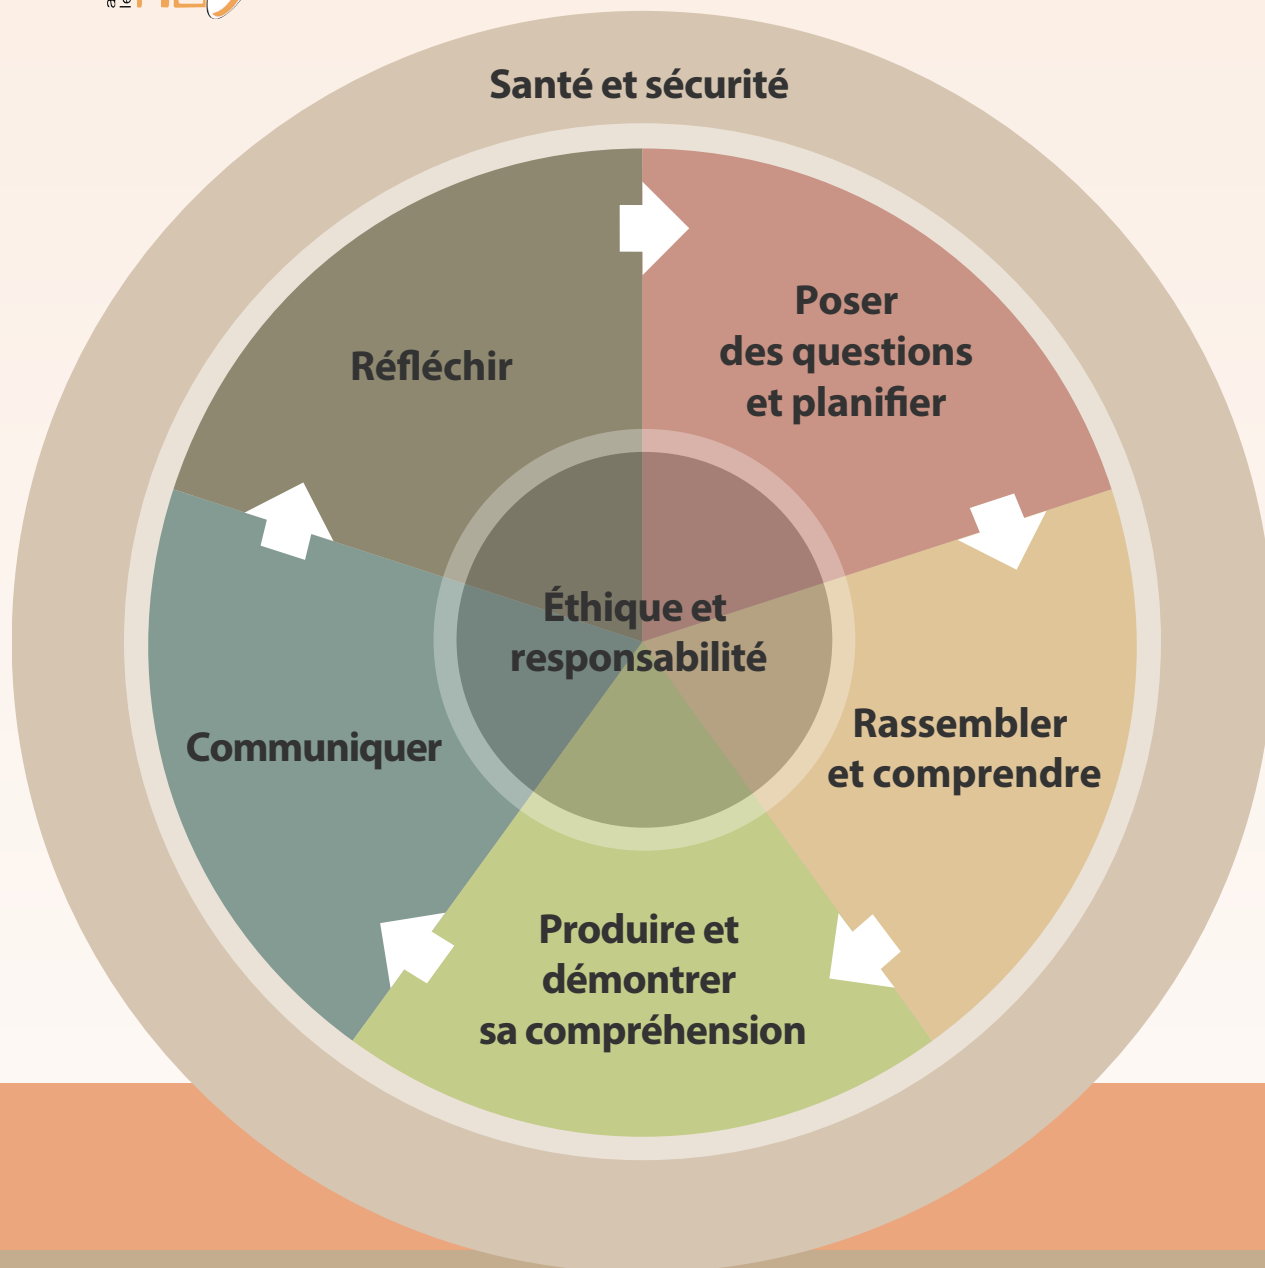 Santé et sécurité
Poser
des questions
et planifier
Réfléchir
Éthique et
responsabilité
Rassembler
et comprendre
Communiquer
Produire et
démontrer
sa compréhension